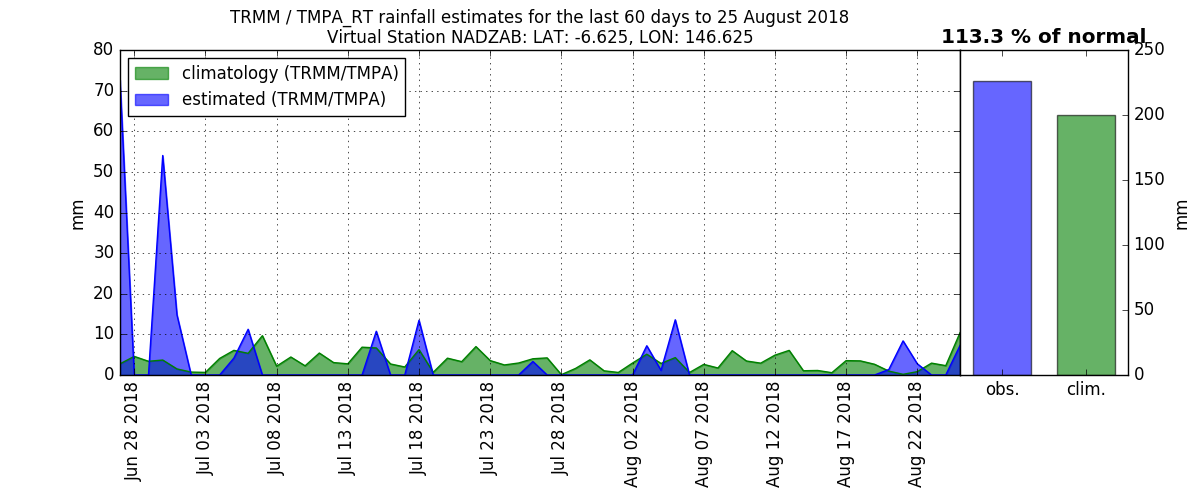 TRMM / TMPA_RT rainfall estimates for the last 60 days to 25 August 2018
Virtual Station NADZAB: LAT: -6.625, LON: 146.625
113.3 % of normal
climatology (TRMM/TMPA)
estimated (TRMM/TMPA)
mm
80
70
60
50
40
30
20
10
0
Jun 28 2018
Jul 03 2018
Jul 08 2018
Jul 13 2018
Jul 18 2018
Jul 23 2018
Jul 28 2018
Aug 02 2018
Aug 07 2018
Aug 12 2018
Aug 17 2018
Aug 22 2018
obs.
clim.
250
200
150
100
50
0
mm